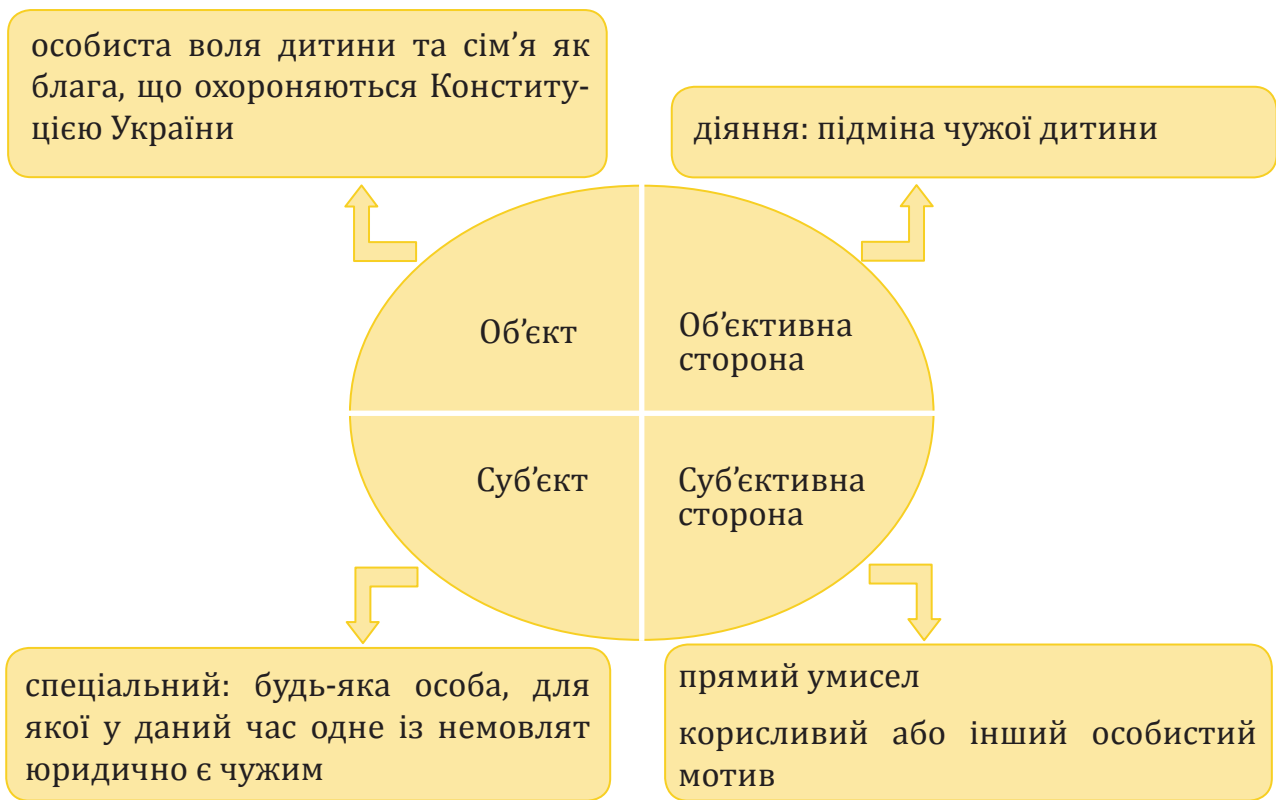 особиста воля дитини та сім’я як
блага, що охороняються Конститу-
цією України
діяння: підміна чужої дитини
Об’єкт
Об’єктивна
сторона
Суб’єкт
Суб’єктивна
сторона
спеціальний: будь-яка особа, для
якої у даний час одне із немовлят
юридично є чужим
прямий умисел
корисливий або інший особистий
мотив